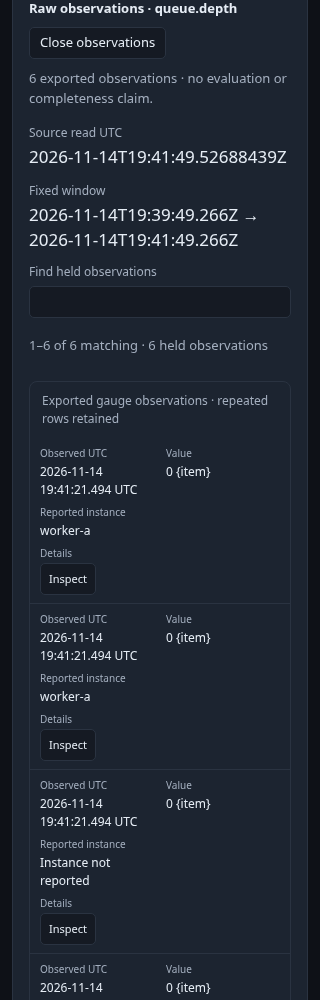 Raw observations · queue.depth
Close observations
6 exported observations · no evaluation or
completeness claim.
Source read UTC
2026-11-14T19:41:49.52688439Z
Fixed window
2026-11-14T19:39:49.266Z →
2026-11-14T19:41:49.266Z
Find held observations
1–6 of 6 matching · 6 held observations
Exported gauge observations · repeated
rows retained
Observed UTC
Value
2026-11-14
0 {item}
19:41:21.494 UTC
Reported instance
worker-a
Details
Inspect
Observed UTC
Value
2026-11-14
0 {item}
19:41:21.494 UTC
Reported instance
worker-a
Details
Inspect
Observed UTC
Value
2026-11-14
0 {item}
19:41:21.494 UTC
Reported instance
Instance not
reported
Details
Inspect
Observed UTC
Value
2026-11-14
0 {item}